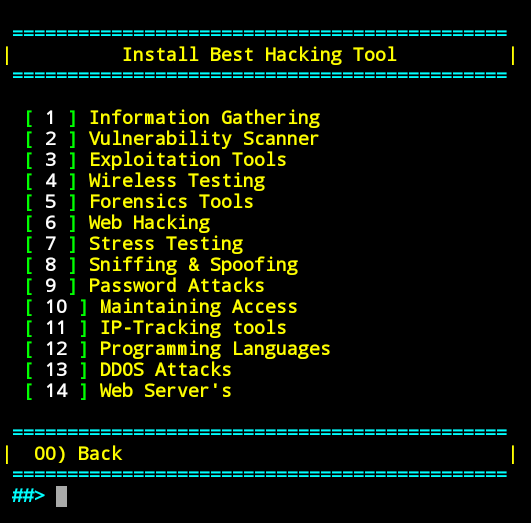 =============================================
| Install Best Hacking Tool |
=============================================
[ 1 ] Information Gathering
[ 2 ] Vulnerability Scanner
[ 3 ] Exploitation Tools
[ 4 ] Wireless Testing
[ 5 ] Forensics Tools
[ 6 ] Web Hacking
[ 7 ] Stress Testing
[ 8 ] Sniffing & Spoofing
[ 9 ] Password Attacks
[ 10 ] Maintaining Access
[ 11 ] IP-Tracking tools
[ 12 ] Programming Languages
[ 13 ] DDOS Attacks
[ 14 ] Web Server's
=============================================
| 00) Back |
=============================================
##>